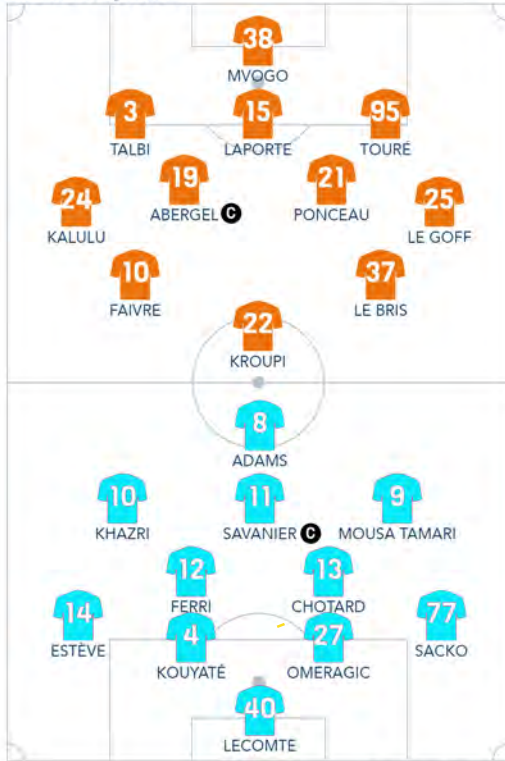 38
MVOGO
3 15 95
TALBI LAPORTE TOURÉ
19 21
ABERGEL C PONCEAU
24 25
KALULU LE GOFF
10 37
FAIVRE LE BRIS
22
KROUPI
8
ADAMS
10 11 9
KHAZRI SAVANIER C MOUSA TAMARI
12 13
FERRI CHOTARD
14 77
ESTÈVE SACKO
4 27
KOUYATÉ OMERAGIC
40
LECOMTE